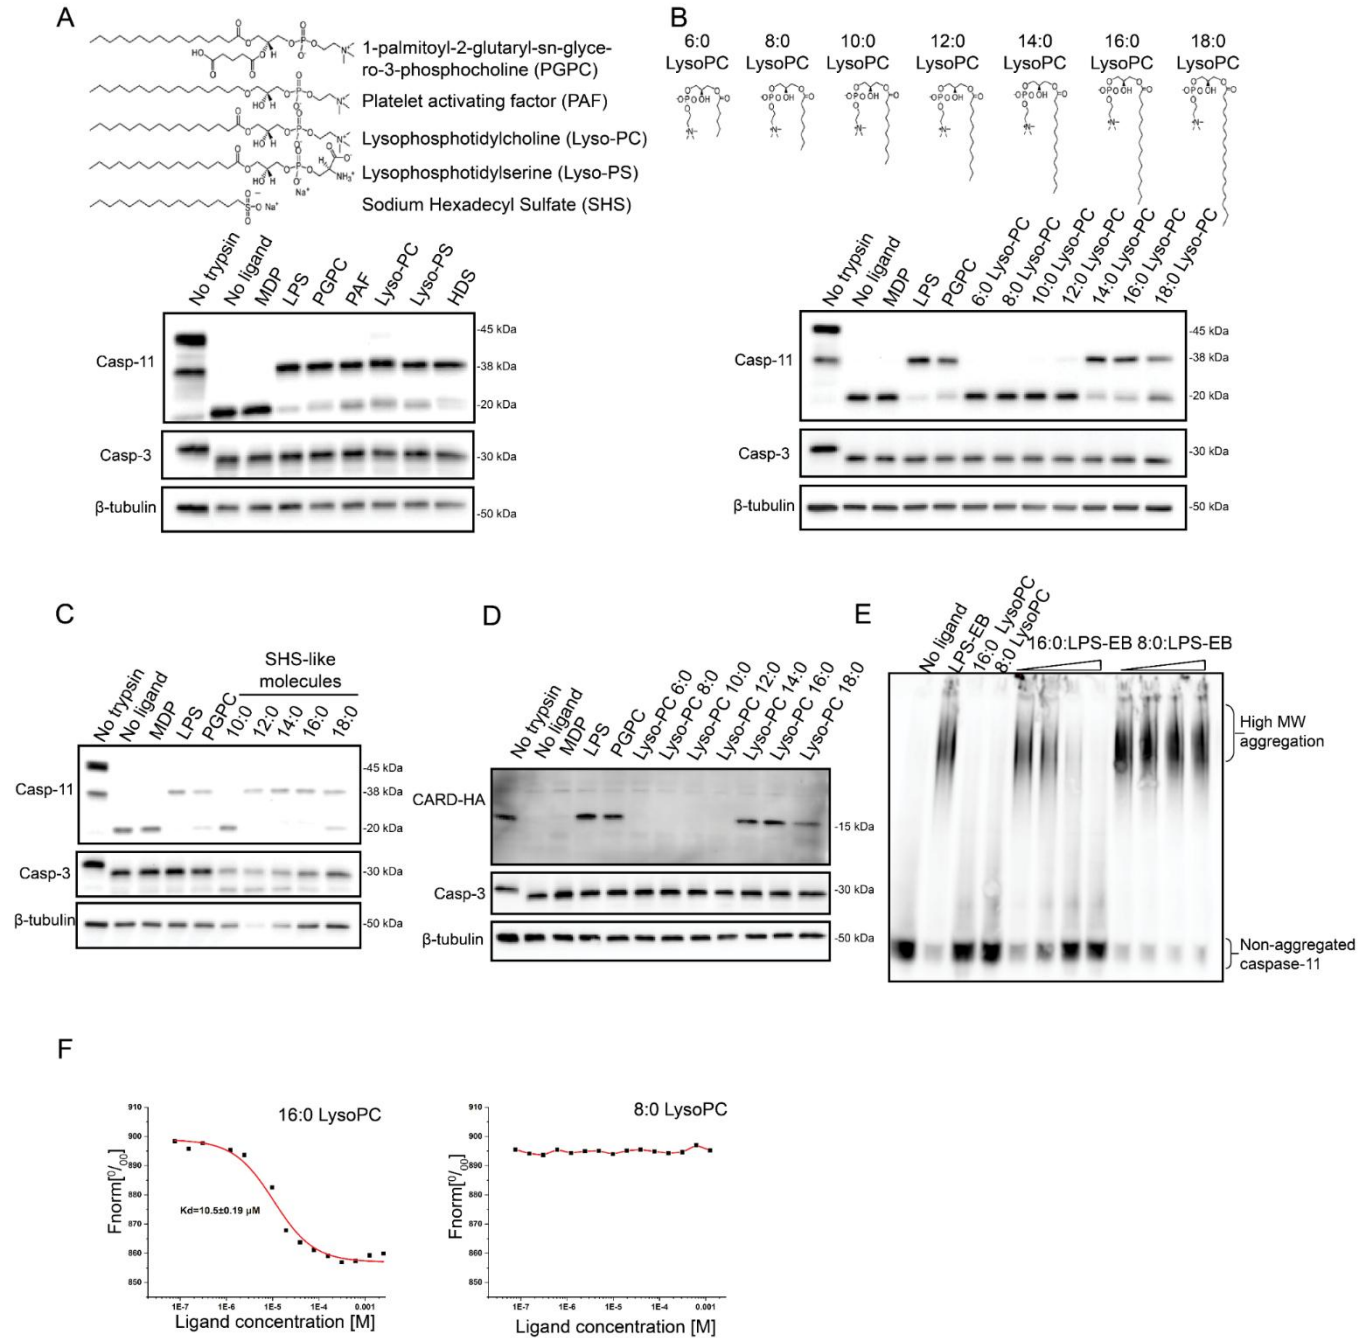 A
1-palmitoyl-2-glutaryl-sn-glyce-
ro-3-phosphocholine (PGPC)
Platelet activating factor (PAF)
Lysophosphotidylcholine (Lyso-PC)
Lysophosphotidylserine (Lyso-PS)
Sodium Hexadecyl Sulfate (SHS)
No trypsin
No ligand
MDP
LPS
PGPC
PAF
Lyso-PC
Lyso-PS
HDS
Casp-11
-45 kDa
-38 kDa
-20 kDa
Casp-3
-30 kDa
β-tubulin
-50 kDa
B
6:0 LysoPC
8:0 LysoPC
10:0 LysoPC
12:0 LysoPC
14:0 LysoPC
16:0 LysoPC
18:0 LysoPC
No trypsin
No ligand
MDP
LPS
PGPC
6:0 Lyso-PC
8:0 Lyso-PC
10:0 Lyso-PC
12:0 Lyso-PC
14:0 Lyso-PC
16:0 Lyso-PC
18:0 Lyso-PC
Casp-11
-45 kDa
-38 kDa
-20 kDa
Casp-3
-30 kDa
β-tubulin
-50 kDa
C
SHS-like
molecules
No trypsin
No ligand
MDP
LPS
PGPC
10:0
12:0
14:0
16:0
18:0
Casp-11
-45 kDa
-38 kDa
-20 kDa
Casp-3
-30 kDa
β-tubulin
-50 kDa
D
No trypsin
No ligand
MDP
LPS
PGPC
Lyso-PC 6:0
Lyso-PC 8:0
Lyso-PC 10:0
Lyso-PC 12:0
Lyso-PC 14:0
Lyso-PC 16:0
Lyso-PC 18:0
CARD-HA
-15 kDa
Casp-3
-30 kDa
β-tubulin
-50 kDa
E
No ligand
LPS-EB
16:0 LysoPC
8:0 LysoPC
16:0:LPS-EB 8:0:LPS-EB
High MW
aggregation
Non-aggregated
caspase-11
F
16:0 LysoPC
Fnorm[⁰/₀₀]
910
900
890
880
870
860
850
Kd=10.5±0.19 µM
1E-7 1E-6 1E-5 1E-4 0.001
Ligand concentration [M]
8:0 LysoPC
Fnorm[⁰/₀₀]
910
900
890
880
870
860
850
1E-7 1E-6 1E-5 1E-4 0.001
Ligand concentration [M]